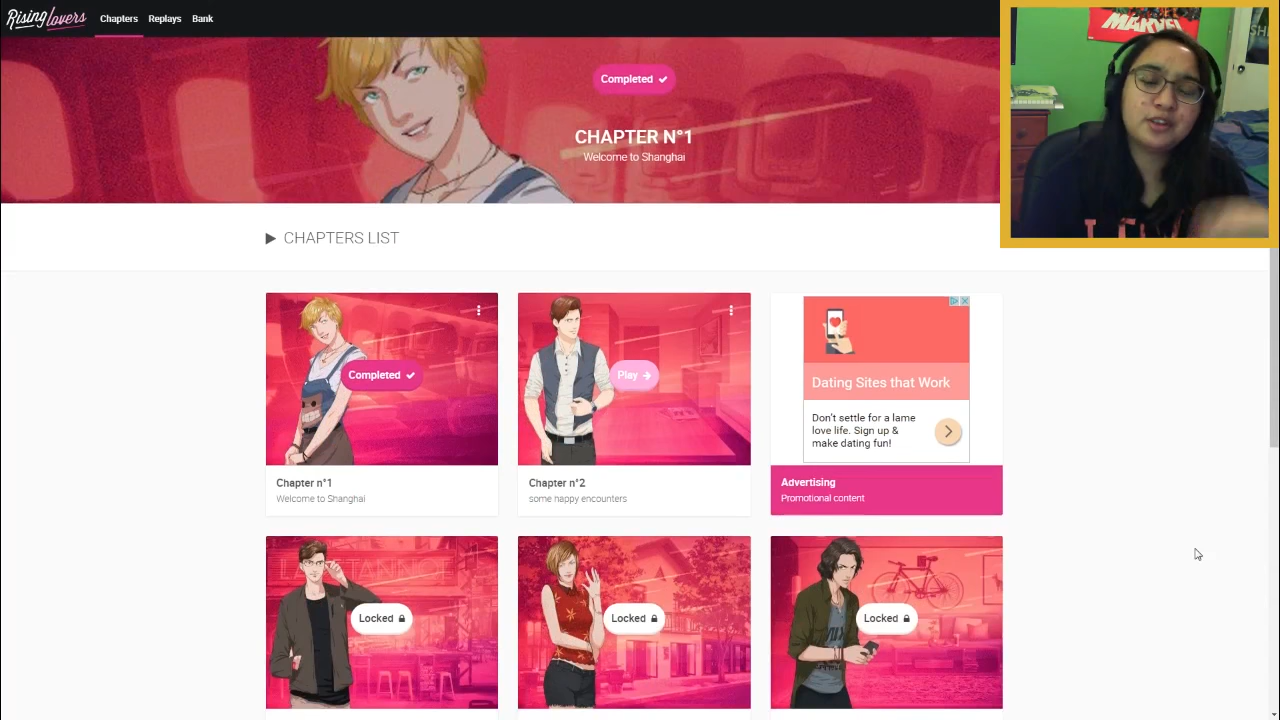 Rising lovers
Chapters Replays Bank
Completed
CHAPTER N°1
Welcome to Shanghai
MARVEL
CHAPTERS LIST
Completed
Play
Dating Sites that Work
Don't settle for a lame
love life. Sign up &
make dating fun!
Chapter n°1
Welcome to Shanghai
Chapter n°2
some happy encounters
Advertising
Promotional content
Locked
Locked
Locked